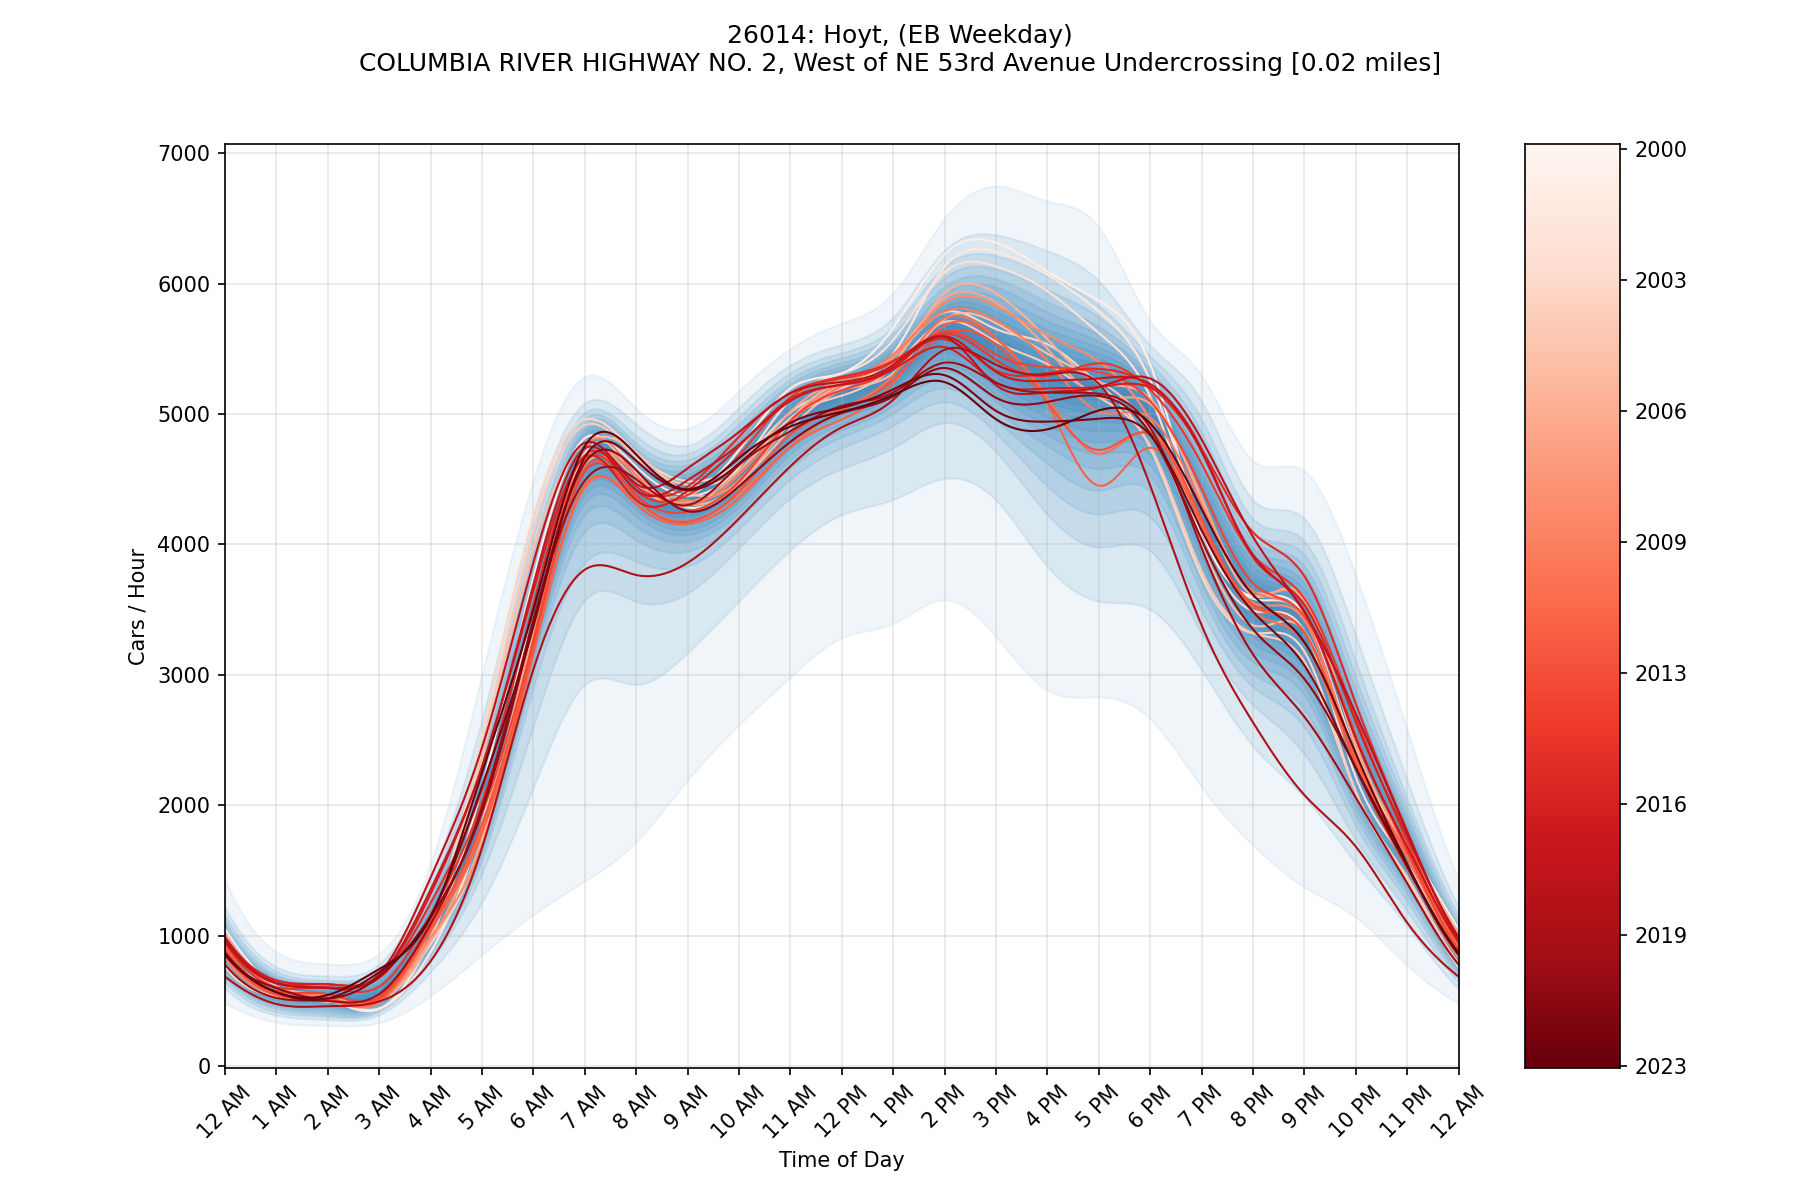 26014: Hoyt, (EB Weekday)
COLUMBIA RIVER HIGHWAY NO. 2, West of NE 53rd Avenue Undercrossing [0.02 miles]
7000
6000
5000
4000
3000
2000
1000
0
Cars / Hour
12 AM
1 AM
2 AM
3 AM
4 AM
5 AM
6 AM
7 AM
8 AM
9 AM
10 AM
11 AM
12 PM
1 PM
2 PM
3 PM
4 PM
5 PM
6 PM
7 PM
8 PM
9 PM
10 PM
11 PM
12 AM
Time of Day
2000
2003
2006
2009
2013
2016
2019
2023